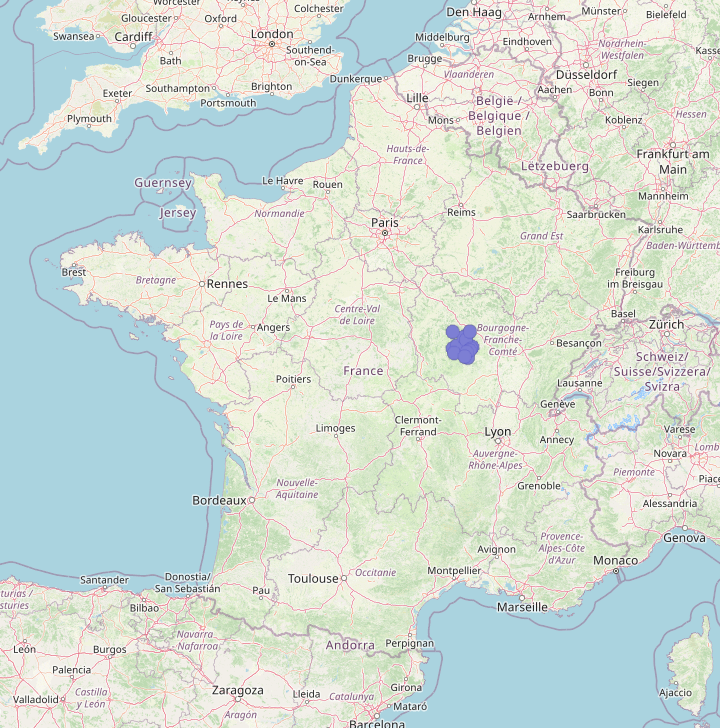 Worcester
Gloucester
Colchester
Den Haag
Arnhem
Münster
Bielefeld
Swansea
Cardiff
Oxford
London
Middelburg
Eindhoven
Nordrhein-
Westfalen
Kasse
Bath
Southend-
on-Sea
Brugge
Vlaanderen
Düsseldorf
Exeter
Southampton
Brighton
Dunkerque
Aachen
Siegen
Bonn
Portsmouth
Lille
België /
Belgique /
Belgien
Plymouth
Mons
Koblenz
Hessen
Hauts-de-
France
Lëtzebuerg
Frankfurt am
Main
Guernsey
Le Havre
Rouen
Mannheim
Jersey
Normandie
Paris
Reims
Saarbrücken
Karlsruhe
Grand Est
Baden-Württemb
Brest
Bretagne
Rennes
Le Mans
Freiburg
im Breisgau
Centre-Val
de Loire
Basel
Pays de
la Loire
Angers
Bourgogne-
Franche-
Comté
Besançon
Zürich
France
Schweiz/
Suisse/Svizzera/
Svizra
Poitiers
Lausanne
Genève
Limoges
Clermont-
Ferrand
Lyon
Annecy
Varese
Lomb
Auvergne-
Rhône-Alpes
Novara
Piemonte
Piace
Nouvelle-
Aquitaine
Grenoble
Bordeaux
Alessandria
Provence-
Alpes-Côte
d'Azur
Genova
Avignon
Monaco
Santander
Donostia/
San Sebastián
Toulouse
Occitanie
Montpellier
turias /
sturies
Bilbao
Pau
Marseille
León
Burgos
Navarra
- Nafarroa
Andorra
Perpignan
Palencia
Valladolid
Castilla
y León
Zaragoza
Lleida
Catalunya
Girona
Aragón
Mataró
Barcelona
Ajaccio